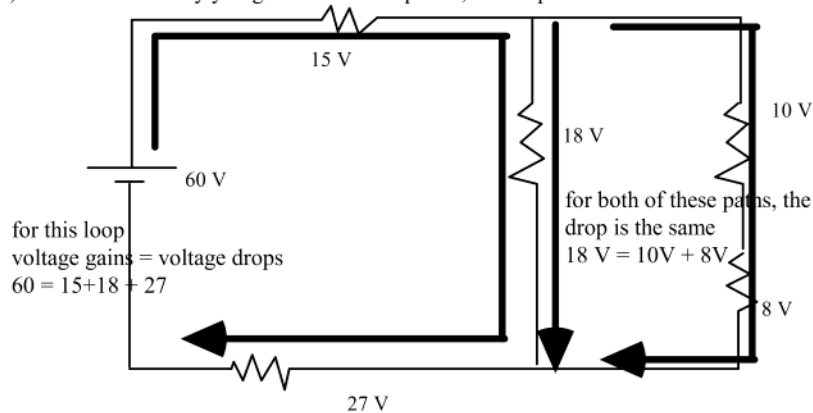 15 V
10 V
18 V
60 V
for both of these paths, the
drop is the same
18 V = 10V + 8V
for this loop
voltage gains = voltage drops
60 = 15+18 + 27
8 V
27 V